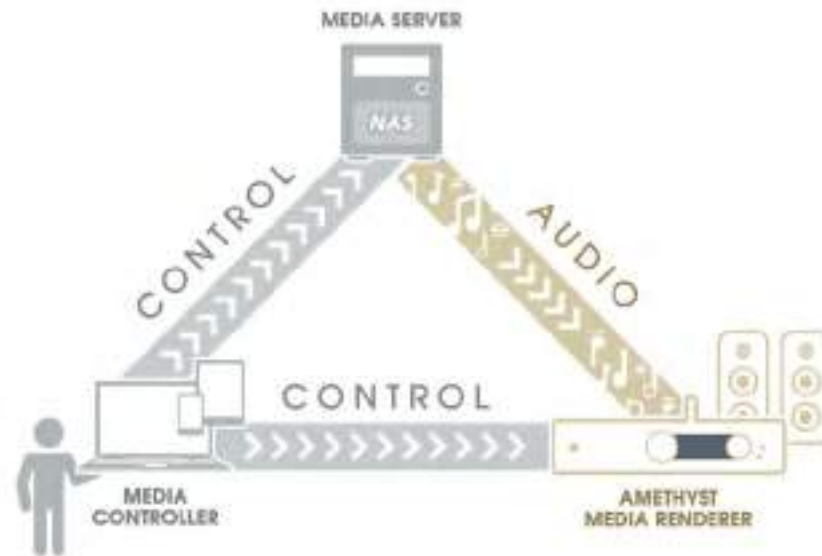 MEDIA SERVER
NAS
CONTROL
AUDIO
CONTROL
MEDIA
CONTROLLER
AMETHYST
MEDIA RENDERER